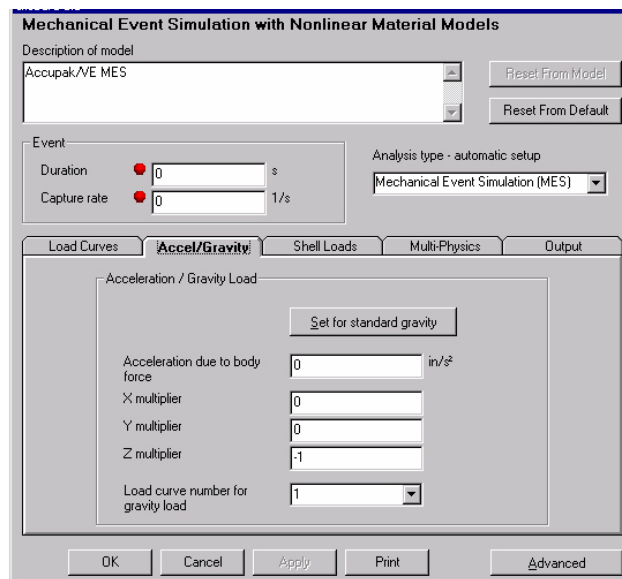 Mechanical Event Simulation with Nonlinear Material Models
Description of model
Accupak/VE MES
Reset From Model
Reset From Default
Event
Duration 0 s
Capture rate 0 1/s
Analysis type - automatic setup
Mechanical Event Simulation (MES)
Load Curves Accel/Gravity Shell Loads Multi-Physics Output
Acceleration / Gravity Load
Set for standard gravity
Acceleration due to body
force
0 in/s²
X multiplier 0
Y multiplier 0
Z multiplier -1
Load curve number for
gravity load
1
OK Cancel Apply Print Advanced